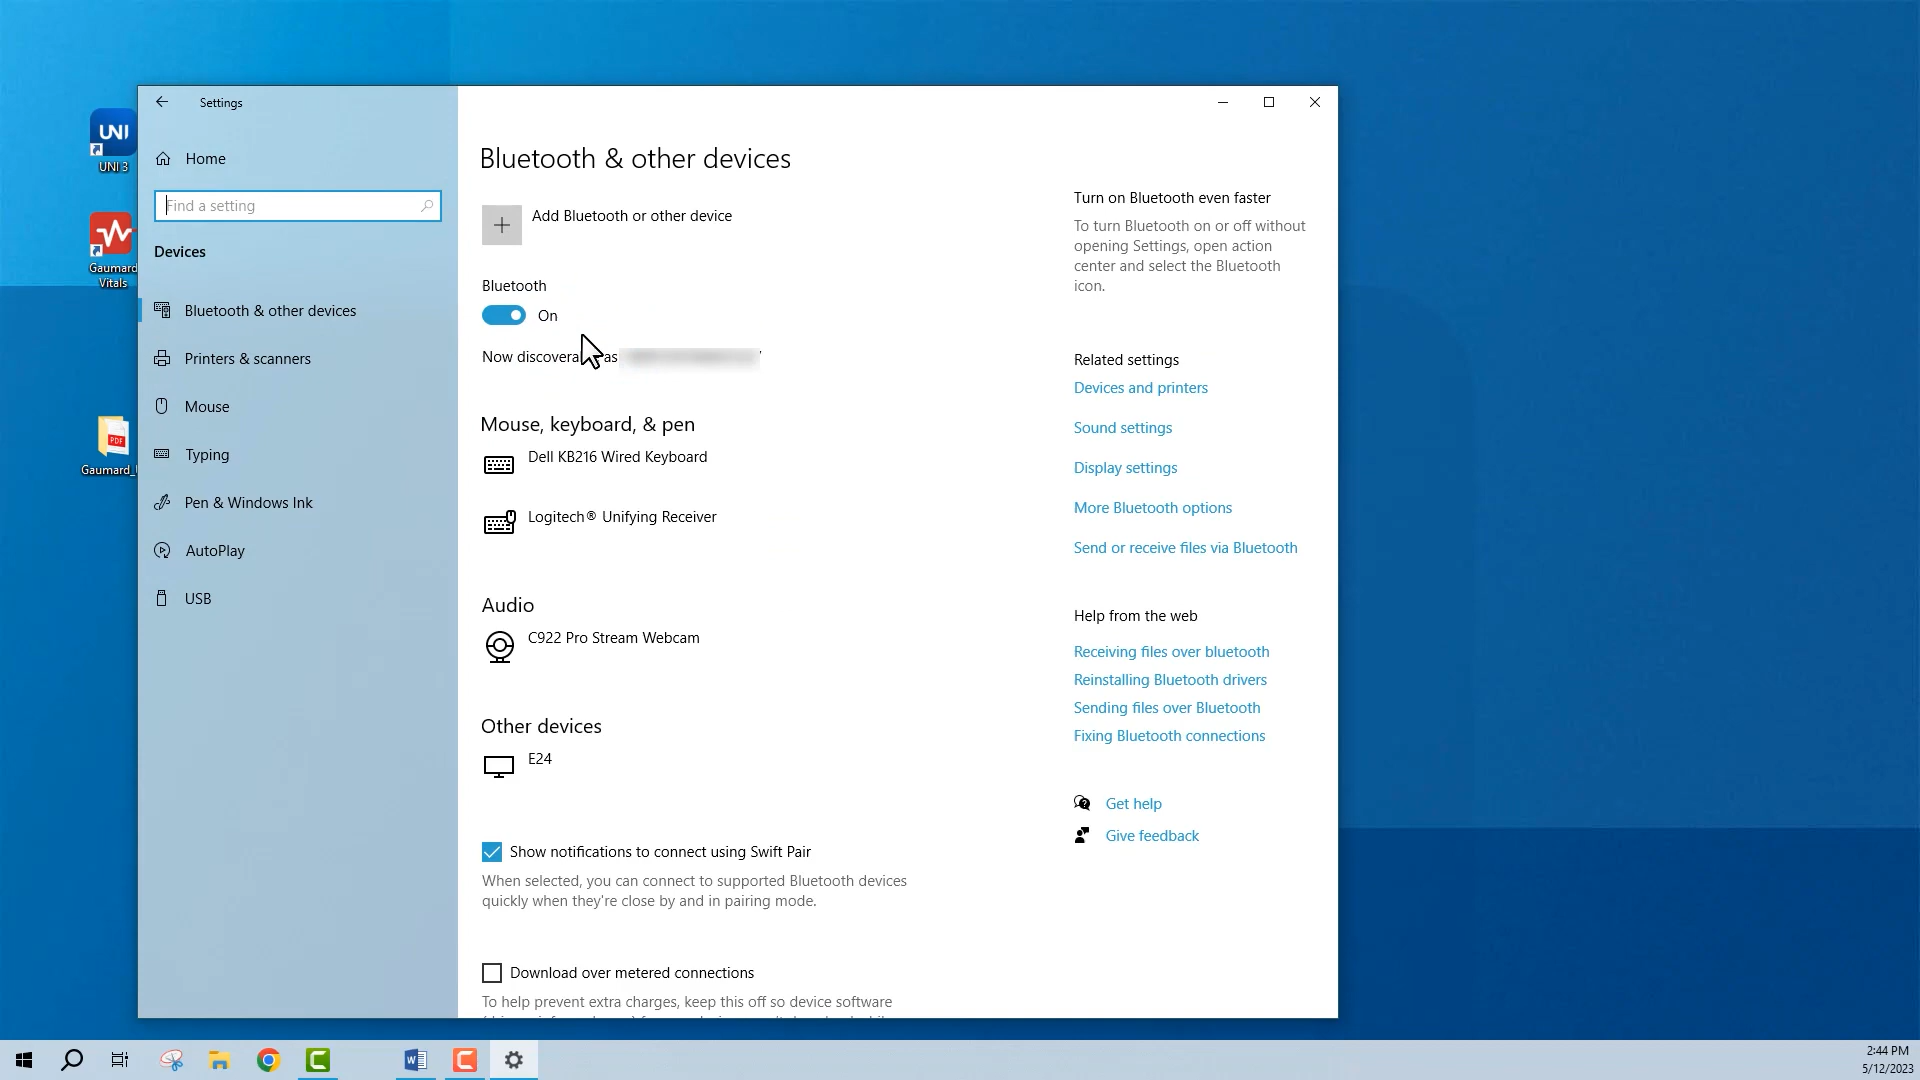 UNI
UNI 3
Gaumard
Vitals
PDF
Gaumard_
Settings
Home
Find a setting
Devices
Bluetooth & other devices
Printers & scanners
Mouse
Typing
Pen & Windows Ink
AutoPlay
USB
Bluetooth & other devices
Add Bluetooth or other device
Bluetooth
On
Now as
Mouse, keyboard, & pen
Dell KB216 Wired Keyboard
Logitech® Unifying Receiver
Audio
C922 Pro Stream Webcam
Other devices
E24
Show notifications to connect using Swift Pair
When selected, you can connect to supported Bluetooth devices
quickly when they're close by and in pairing mode.
Download over metered connections
To help prevent extra charges, keep this off so device software
Turn on Bluetooth even faster
To turn Bluetooth on or off without
opening Settings, open action
center and select the Bluetooth
icon.
Related settings
Devices and printers
Sound settings
Display settings
More Bluetooth options
Send or receive files via Bluetooth
Help from the web
Receiving files over bluetooth
Reinstalling Bluetooth drivers
Sending files over Bluetooth
Fixing Bluetooth connections
Get help
Give feedback
2:44 PM
5/12/2023